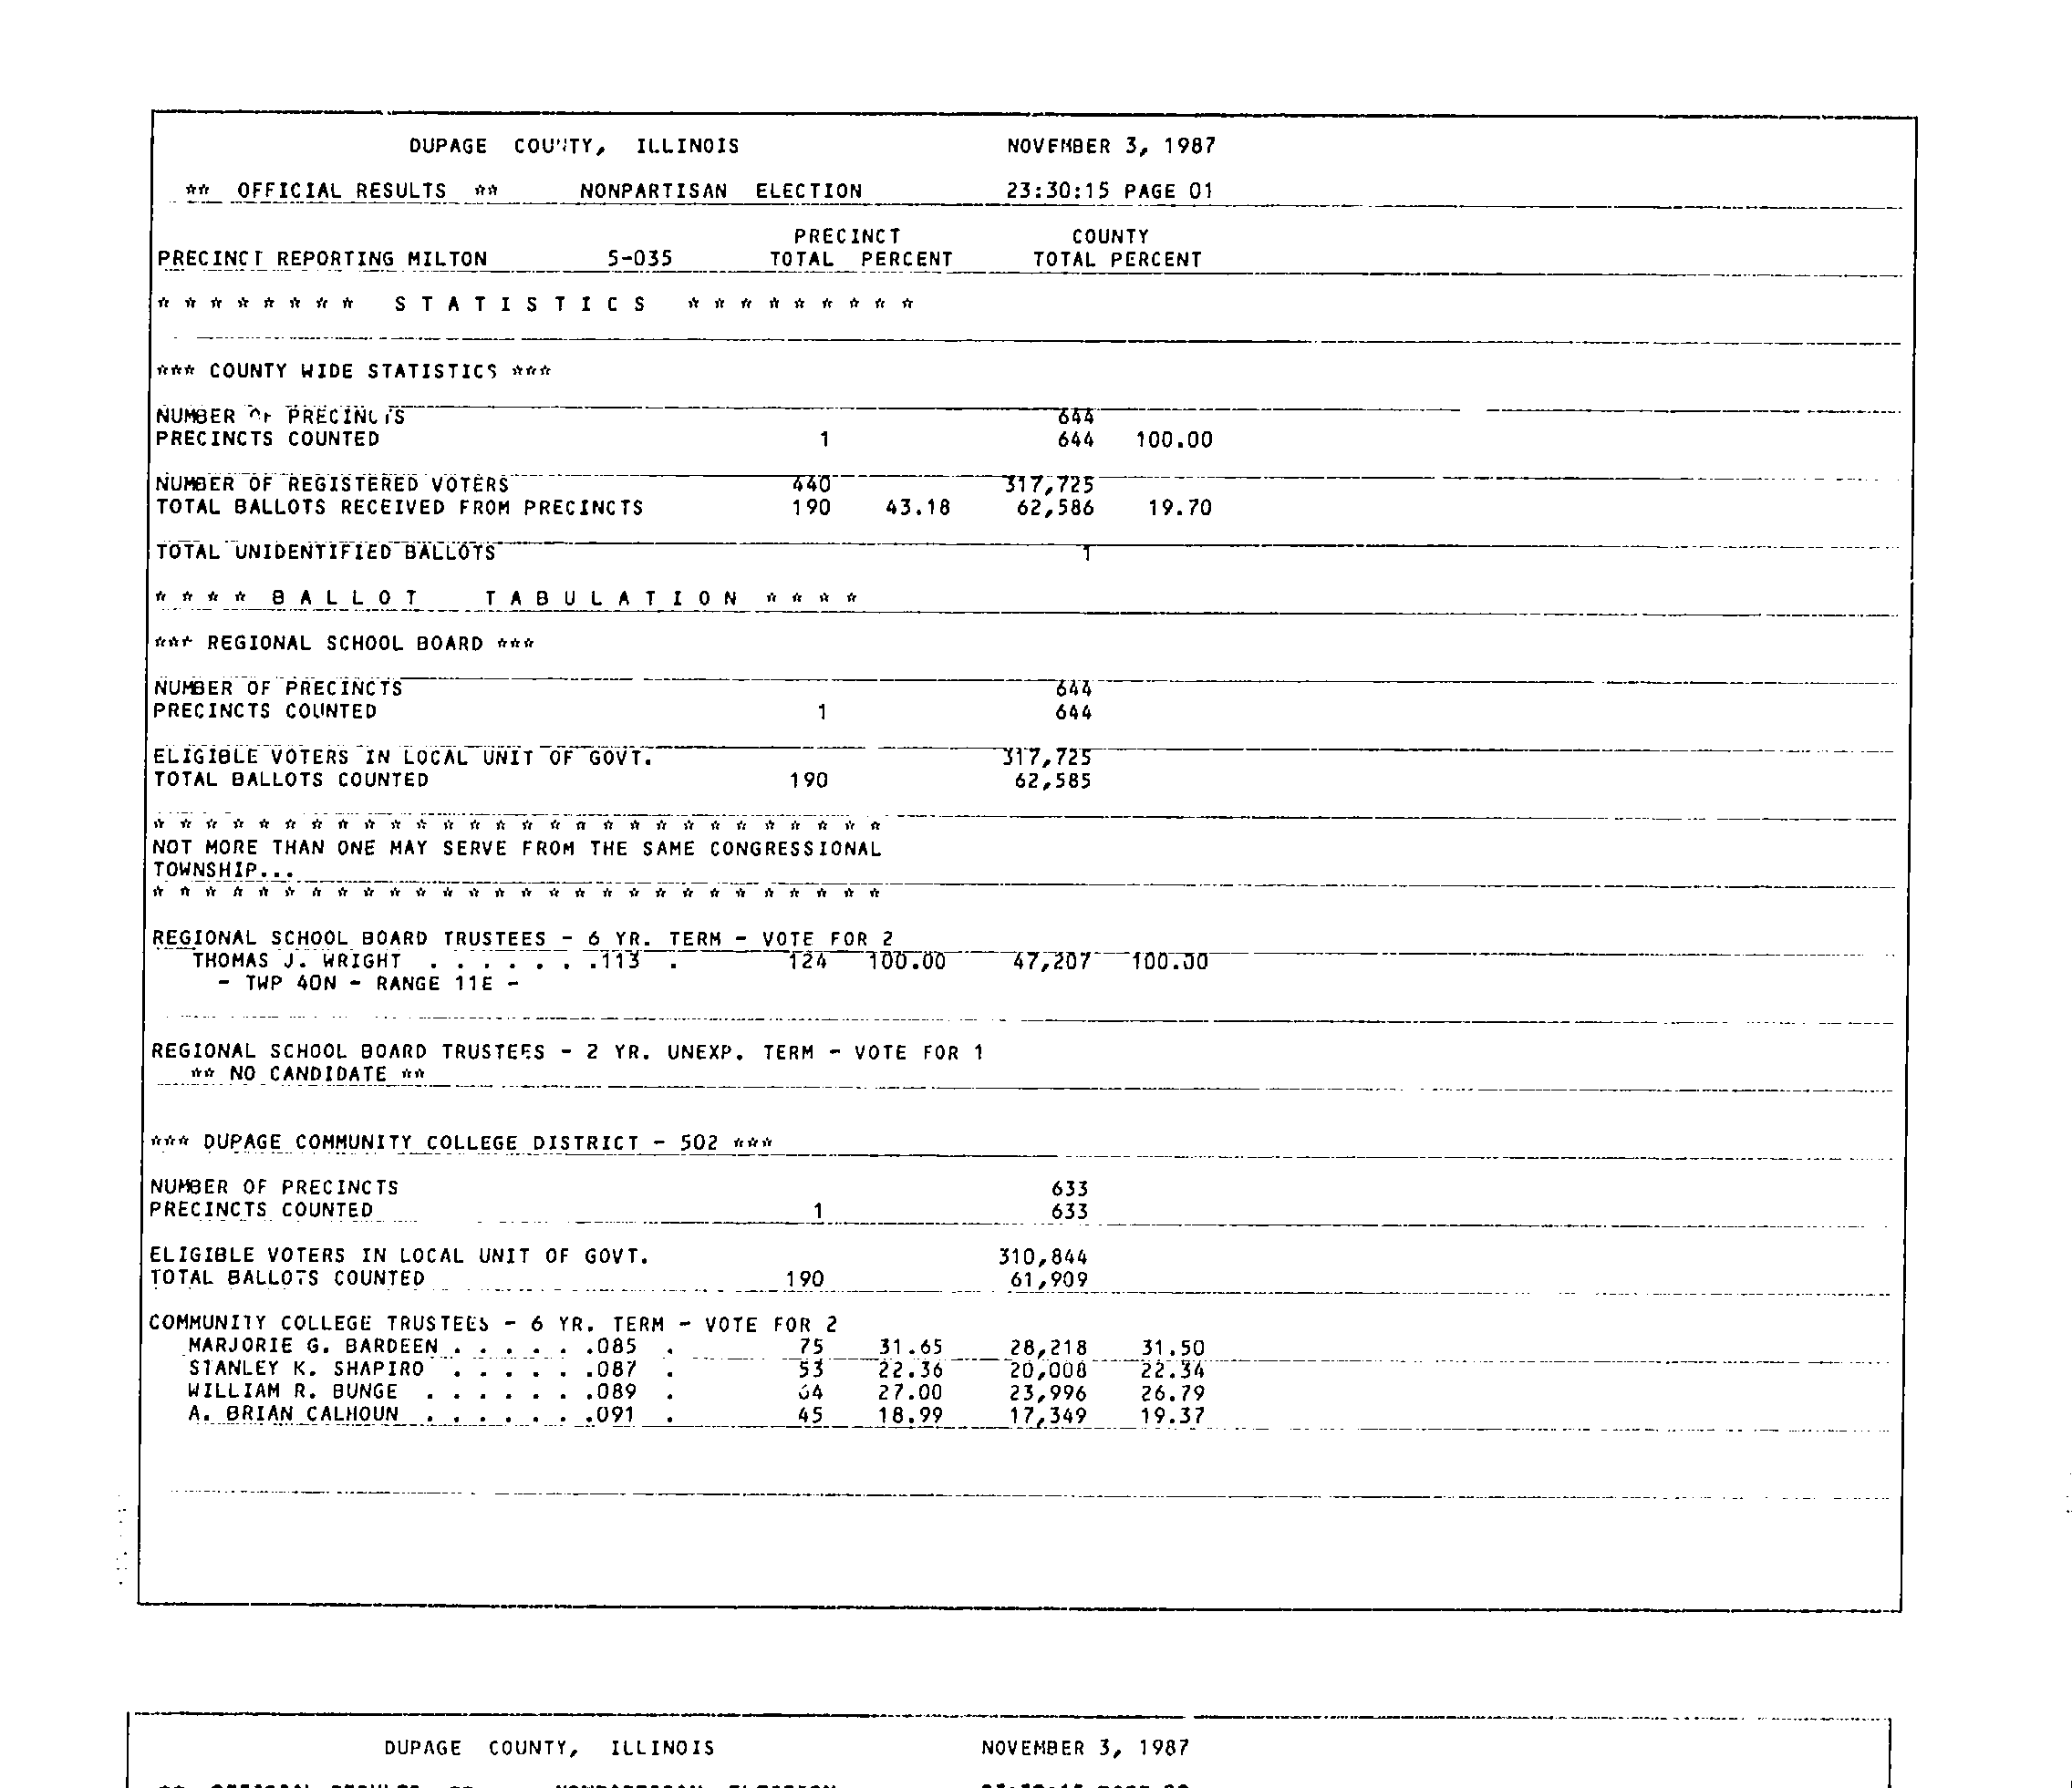 DUPAGE COUNTY, ILLINOIS NOVEMBER 3, 1987
** OFFICIAL RESULTS ** NONPARTISAN ELECTION 23:30:15 PAGE 01
PRECINCT COUNTY
PRECINCT REPORTING MILTON 5-035 TOTAL PERCENT TOTAL PERCENT
* * * * * * * * S T A T I S T I C S * * * * * * * * *
*** COUNTY WIDE STATISTICS ***
NUMBER OF PRECINCTS 644
PRECINCTS COUNTED 1 644 100.00
NUMBER OF REGISTERED VOTERS 440 317,725
TOTAL BALLOTS RECEIVED FROM PRECINCTS 190 43.18 62,586 19.70
TOTAL UNIDENTIFIED BALLOTS 1
* * * * B A L L O T T A B U L A T I O N * * * *
*** REGIONAL SCHOOL BOARD ***
NUMBER OF PRECINCTS 644
PRECINCTS COUNTED 1 644
ELIGIBLE VOTERS IN LOCAL UNIT OF GOVT. 317,725
TOTAL BALLOTS COUNTED 190 62,585
* * * * * * * * * * * * * * * * * * * * * * * * * * * *
NOT MORE THAN ONE MAY SERVE FROM THE SAME CONGRESSIONAL
TOWNSHIP...
* * * * * * * * * * * * * * * * * * * * * * * * * * * *
REGIONAL SCHOOL BOARD TRUSTEES - 6 YR. TERM - VOTE FOR 2
THOMAS J. WRIGHT . . . . . . .113 . 124 100.00 47,207 100.00
- TWP 40N - RANGE 11E -
REGIONAL SCHOOL BOARD TRUSTEES - 2 YR. UNEXP. TERM - VOTE FOR 1
** NO CANDIDATE **
*** DUPAGE COMMUNITY COLLEGE DISTRICT - 502 ***
NUMBER OF PRECINCTS 633
PRECINCTS COUNTED 1 633
ELIGIBLE VOTERS IN LOCAL UNIT OF GOVT. 310,844
TOTAL BALLOTS COUNTED 190 61,909
COMMUNITY COLLEGE TRUSTEES - 6 YR. TERM - VOTE FOR 2
MARJORIE G. BARDEEN . . . . . .085 . 75 31.65 28,218 31.50
STANLEY K. SHAPIRO . . . . . .087 . 53 22.36 20,008 22.34
WILLIAM R. BUNGE . . . . . . .089 . 64 27.00 23,996 26.79
A. BRIAN CALHOUN . . . . . . .091 . 45 18.99 17,349 19.37
DUPAGE COUNTY, ILLINOIS NOVEMBER 3, 1987